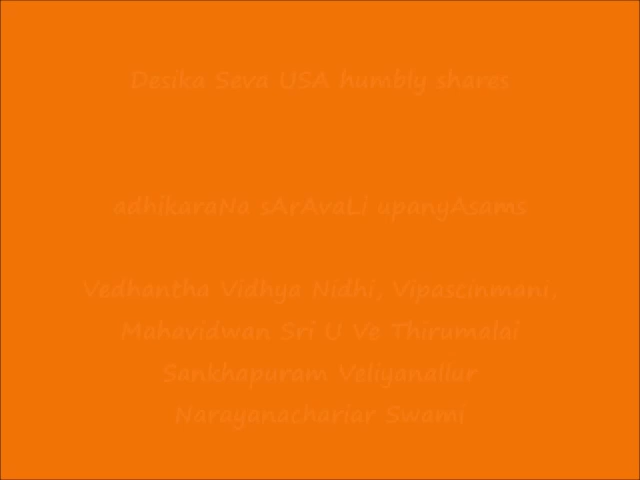 Desika Seva USA humbly shares
adhikaraNa sArAvaLi upanyAsams
Vedhantha Vidhya Nidhi, Vipascinmani,
Mahavidwan Sri U Ve Thirumalai
Sankhapuram Veliyanallur
Narayanachariar Swami